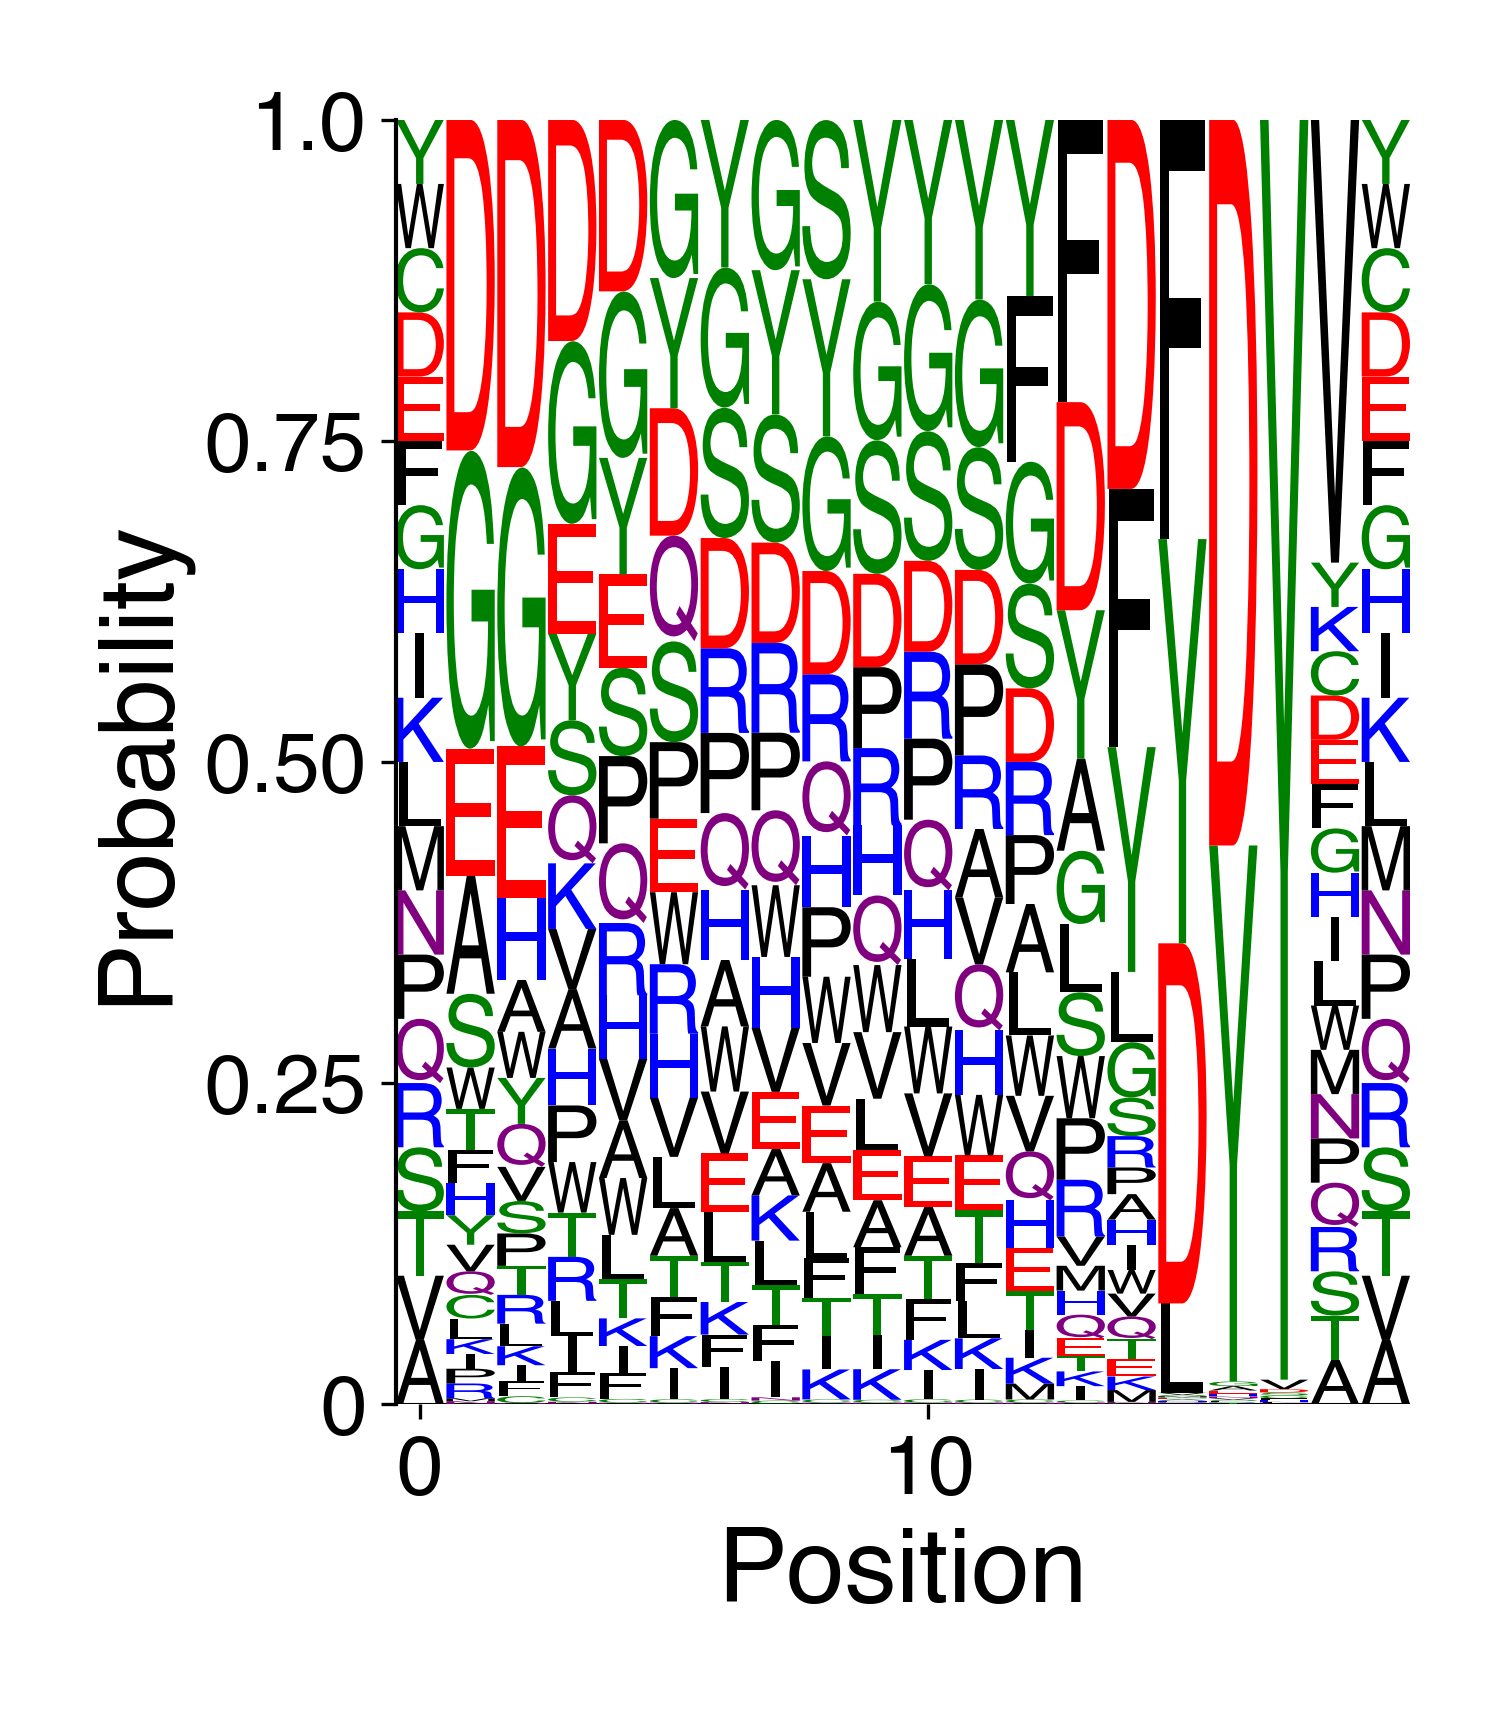 1.0
0.75
0.50
0.25
0
Probability
0
10
Position
Y W C D E F G H I K L M N P Q R S T V A
D G E A S W T F H Y V Q C L K I P R
D G E H A W Y Q V S P T R L K I F C
D G E Y S Q K V A H P W T R L I F C
D G Y E S P Q R H V A W L T K I F C
G Y D Q S P E W R H V L A T F K I C
Y G S D R P Q H A W V E L T K F I C
G Y S D R P Q W H V E A K L T F I
S Y G D R Q H P W V E A L F T I K C
Y G S D P R H Q W V L E A F T I K C
Y G S D R P Q H L W V E A T F K I C
Y G S D P R A V Q H W E T F L K I C
Y F G S D R P A L W V Q H E T I K M C
F D Y A G L S W P R V M H Q E T K I C
D F Y L G S R P A H I W V Q T E K M
F Y D L
D Y
Y
V Y K C D E F G H I L W M N P Q R S T A
Y W C D E F G H I K L M N P Q R S T V A